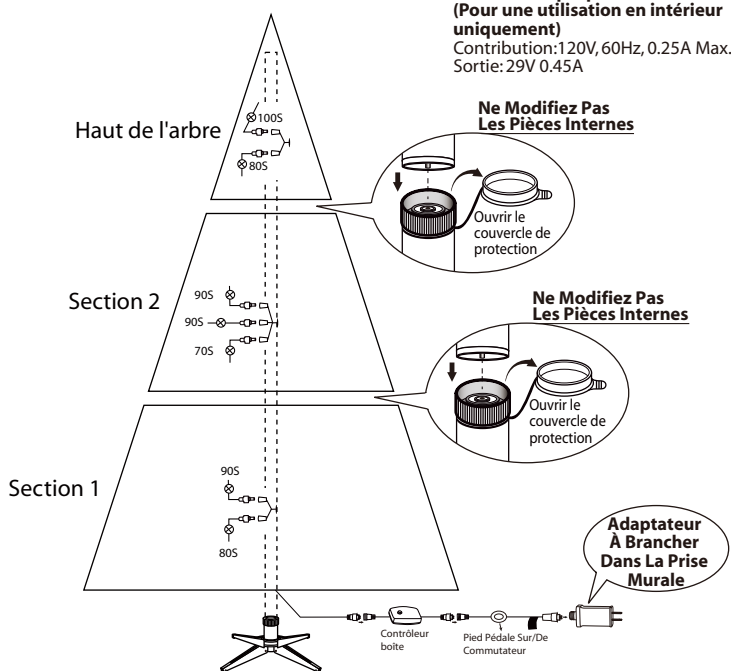 (Pour une utilisation en intérieur
uniquement)
Contribution:120V, 60Hz, 0.25A Max.
Sortie: 29V 0.45A
Ne Modifiez Pas
Les Pièces Internes
Haut de l'arbre
100S
80S
Ouvrir le
couvercle de
protection
Section 2
90S
90S
70S
Ne Modifiez Pas
Les Pièces Internes
Ouvrir le
couvercle de
protection
Section 1
90S
80S
Adaptateur
À Brancher
Dans La Prise
Murale
Contrôleur
boîte
Pied Pédale Sur/De
Commutateur